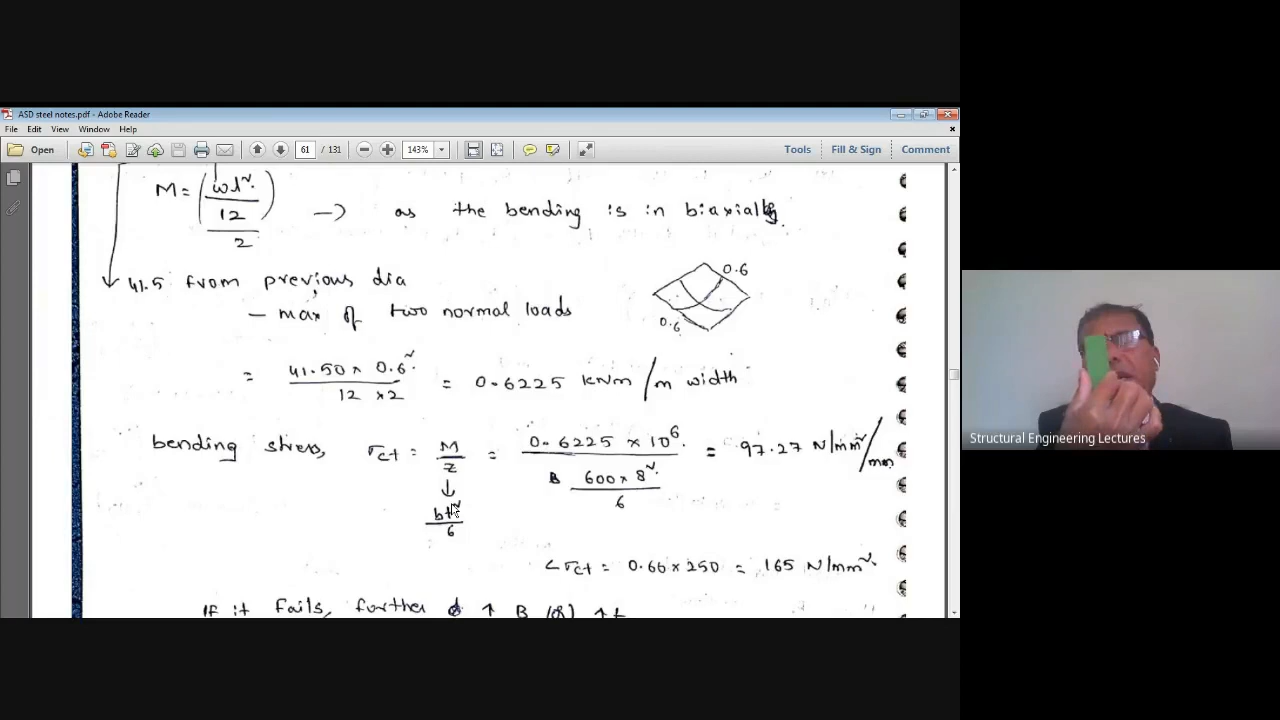 ASD steel notes.pdf - Adobe Reader
File Edit View Window Help
Open 61 / 131 143% Tools Fill & Sign Comment
M = (wl²/12 / 2) → as the bending is in biaxially.
41.5 from previous dia
0.6
- max of two normal loads
0.6
= 41.50 × 0.6² / 12 × 2 = 0.6225 kNm / m width
bending stress, σct = M/Z = 0.6225 × 10⁶ / 600 × 8² / 6 = 97.27 N/mm² / mm
↓
bt²/6
< σct = 0.66 × 250 = 165 N/mm².
If it fails, further ↑ B (or) ↑ t
Structural Engineering Lectures